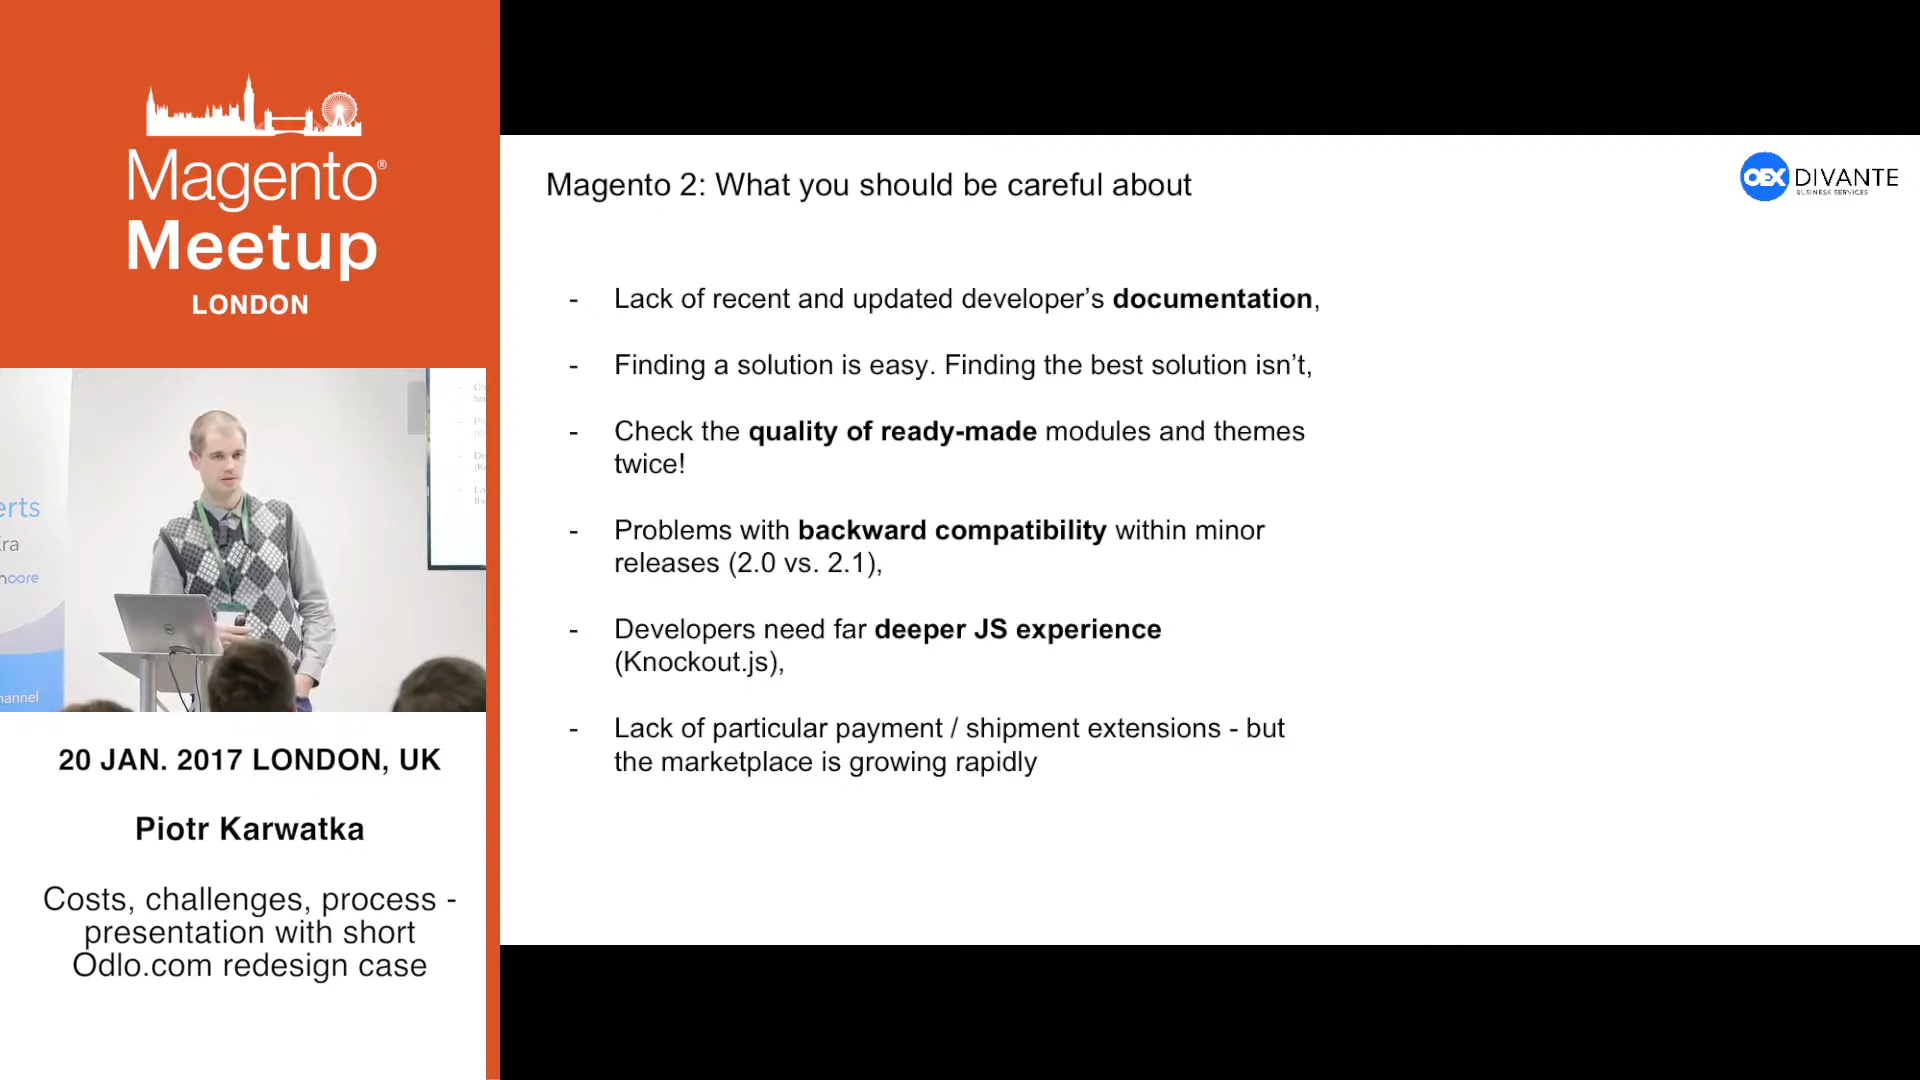 Magento®
Meetup
LONDON
erts
Era
ncore
hannel
20 JAN. 2017 LONDON, UK
Piotr Karwatka
Costs, challenges, process -
presentation with short
Odlo.com redesign case
Magento 2: What you should be careful about
OEX DIVANTE
BUSINESS SERVICES
- Lack of recent and updated developer’s documentation,
- Finding a solution is easy. Finding the best solution isn’t,
- Check the quality of ready-made modules and themes
twice!
- Problems with backward compatibility within minor
releases (2.0 vs. 2.1),
- Developers need far deeper JS experience
(Knockout.js),
- Lack of particular payment / shipment extensions - but
the marketplace is growing rapidly